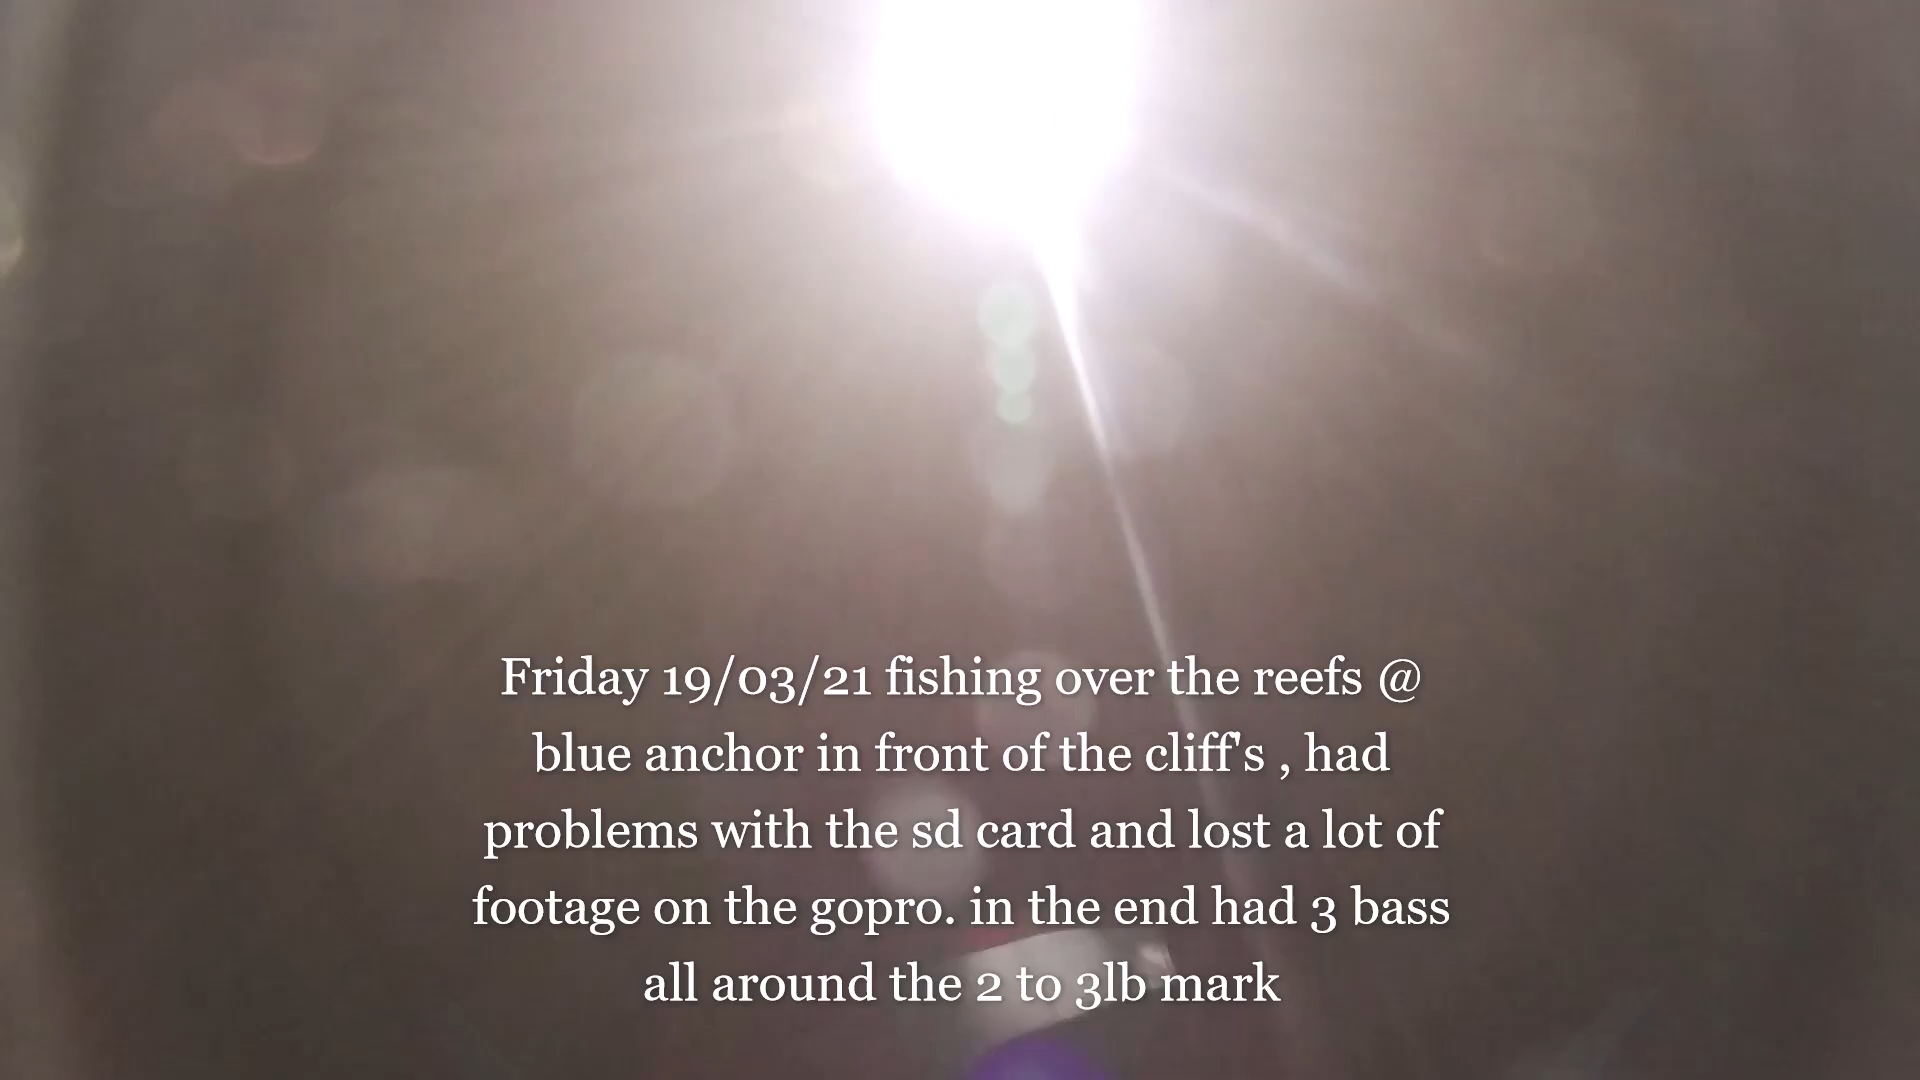 Friday 19/03/21 fishing over the reefs @
blue anchor in front of the cliff's , had
problems with the sd card and lost a lot of
footage on the gopro. in the end had 3 bass
all around the 2 to 3lb mark